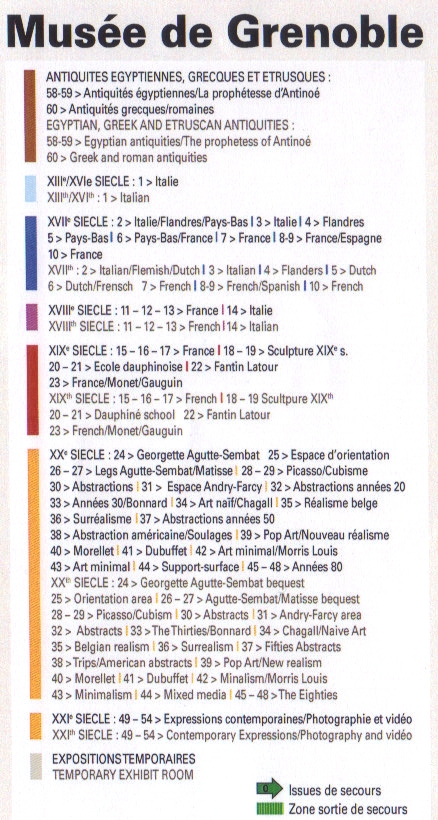 Musée de Grenoble
ANTIQUITES EGYPTIENNES, GRECQUES ET ETRUSQUES :
58-59 > Antiquités égyptiennes/La prophétesse d'Antinoé
60 > Antiquités grecques/romaines
EGYPTIAN, GREEK AND ETRUSCAN ANTIQUITIES :
58-59 > Egyptian antiquities/The prophetess of Antinoé
60 > Greek and roman antiquities
XIIIe/XVIe SIECLE : 1 > Italie
XIIIth/XVIth : 1 > Italian
XVIIe SIECLE : 2 > Italie/Flandres/Pays-Bas | 3 > Italie | 4 > Flandres
5 > Pays-Bas | 6 > Pays-Bas/France | 7 > France | 8-9 > France/Espagne
10 > France
XVIIth : 2 > Italian/Flemish/Dutch | 3 > Italian | 4 > Flanders | 5 > Dutch
6 > Dutch/Frensch 7 > French | 8-9 > French/Spanish | 10 > French
XVIIIe SIECLE : 11 – 12 – 13 > France | 14 > Italie
XVIIIth SIECLE : 11 – 12 – 13 > French | 14 > Italian
XIXe SIECLE : 15 – 16 – 17 > France | 18 – 19 > Sculpture XIXe s.
20 – 21 > Ecole dauphinoise | 22 > Fantin Latour
23 > France/Monet/Gauguin
XIXth SIECLE : 15 – 16 – 17 > French | 18 – 19 Scultpure XIXth
20 – 21 > Dauphiné school 22 > Fantin Latour
23 > French/Monet/Gauguin
XXe SIECLE : 24 > Georgette Agutte-Sembat 25 > Espace d'orientation
26 – 27 > Legs Agutte-Sembat/Matisse | 28 – 29 > Picasso/Cubisme
30 > Abstractions | 31 > Espace Andry-Farcy | 32 > Abstractions années 20
33 > Années 30/Bonnard | 34 > Art naïf/Chagall | 35 > Réalisme belge
36 > Surréalisme | 37 > Abstractions années 50
38 > Abstraction américaine/Soulages | 39 > Pop Art/Nouveau réalisme
40 > Morellet | 41 > Dubuffet | 42 > Art minimal/Morris Louis
43 > Art minimal | 44 > Support-surface | 45 – 48 > Années 80
XXth SIECLE : 24 > Georgette Agutte-Sembat bequest
25 > Orientation area | 26 – 27 > Agutte-Sembat/Matisse bequest
28 – 29 > Picasso/Cubism | 30 > Abstracts | 31 > Andry-Farcy area
32 > Abstracts | 33 > The Thirties/Bonnard | 34 > Chagall/Naive Art
35 > Belgian realism | 36 > Surrealism | 37 > Fifties Abstracts
38 > Trips/American abstracts | 39 > Pop Art/New realism
40 > Morellet | 41 > Dubuffet | 42 > Minalism/Morris Louis
43 > Minimalism | 44 > Mixed media | 45 – 48 > The Eighties
XXIe SIECLE : 49 – 54 > Expressions contemporaines/Photographie et vidéo
XXIth SIECLE : 49 – 54 > Contemporary Expressions/Photography and vidéo
EXPOSITIONS TEMPORAIRES
TEMPORARY EXHIBIT ROOM
Issues de secours
Zone sortie de secours